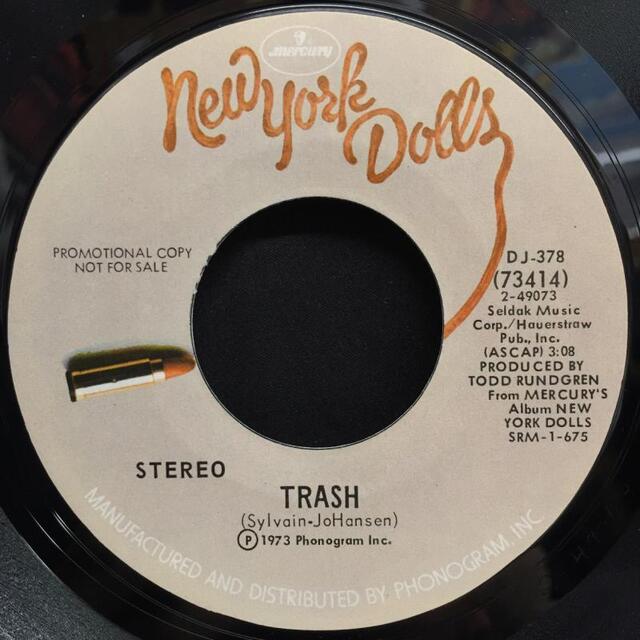 mercury
New York Dolls
PROMOTIONAL COPY
NOT FOR SALE
DJ-378
(73414)
2-49073
Seldak Music
Corp./Haverstraw
Pub., Inc.
(ASCAP) 3:08
PRODUCED BY
TODD RUNDGREN
From MERCURY'S
Album NEW
YORK DOLLS
SRM-1-675
STEREO
TRASH
(Sylvain-JoHansen)
Ⓟ 1973 Phonogram Inc.
MANUFACTURED AND DISTRIBUTED BY PHONOGRAM, INC